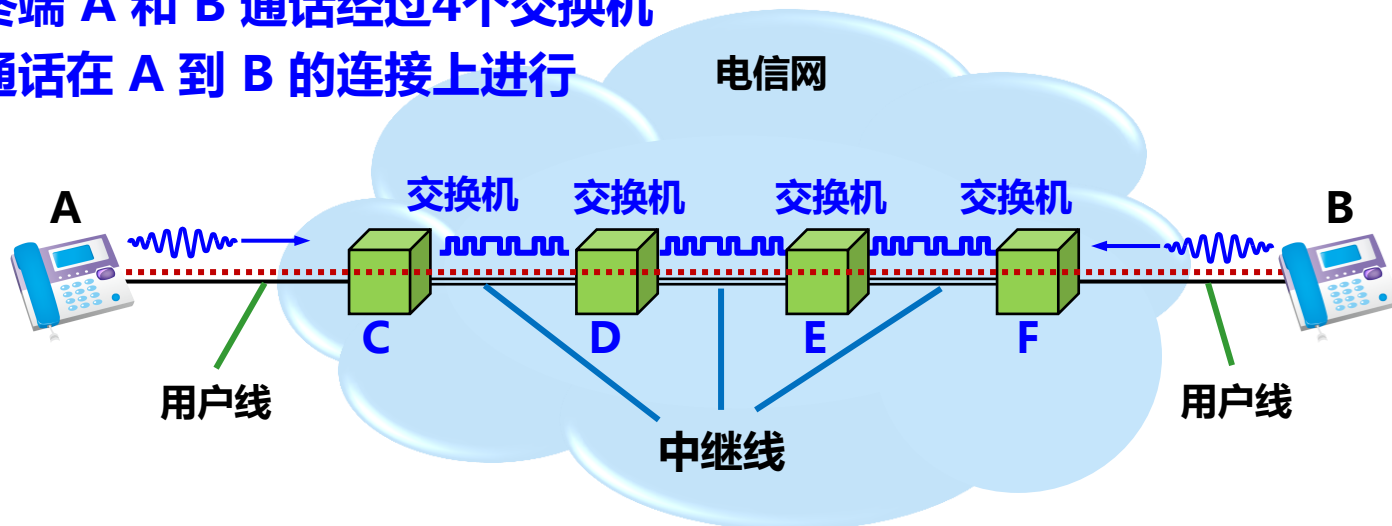 终端 A 和 B 通话经过4个交换机
通话在 A 到 B 的连接上进行
电信网
A
交换机
交换机
交换机
交换机
B
C
D
E
F
用户线
中继线
用户线